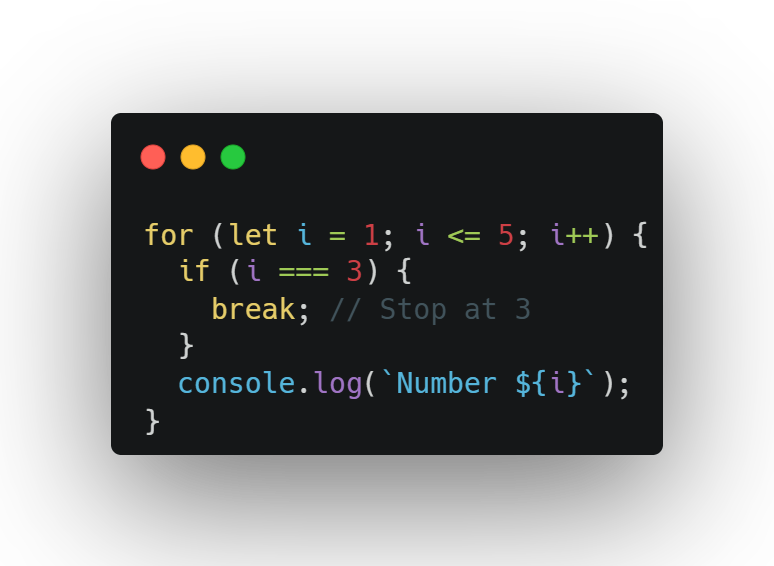 for (let i = 1; i <= 5; i++) {
  if (i === 3) {
    break; // Stop at 3
  }
  console.log(`Number ${i}`);
}